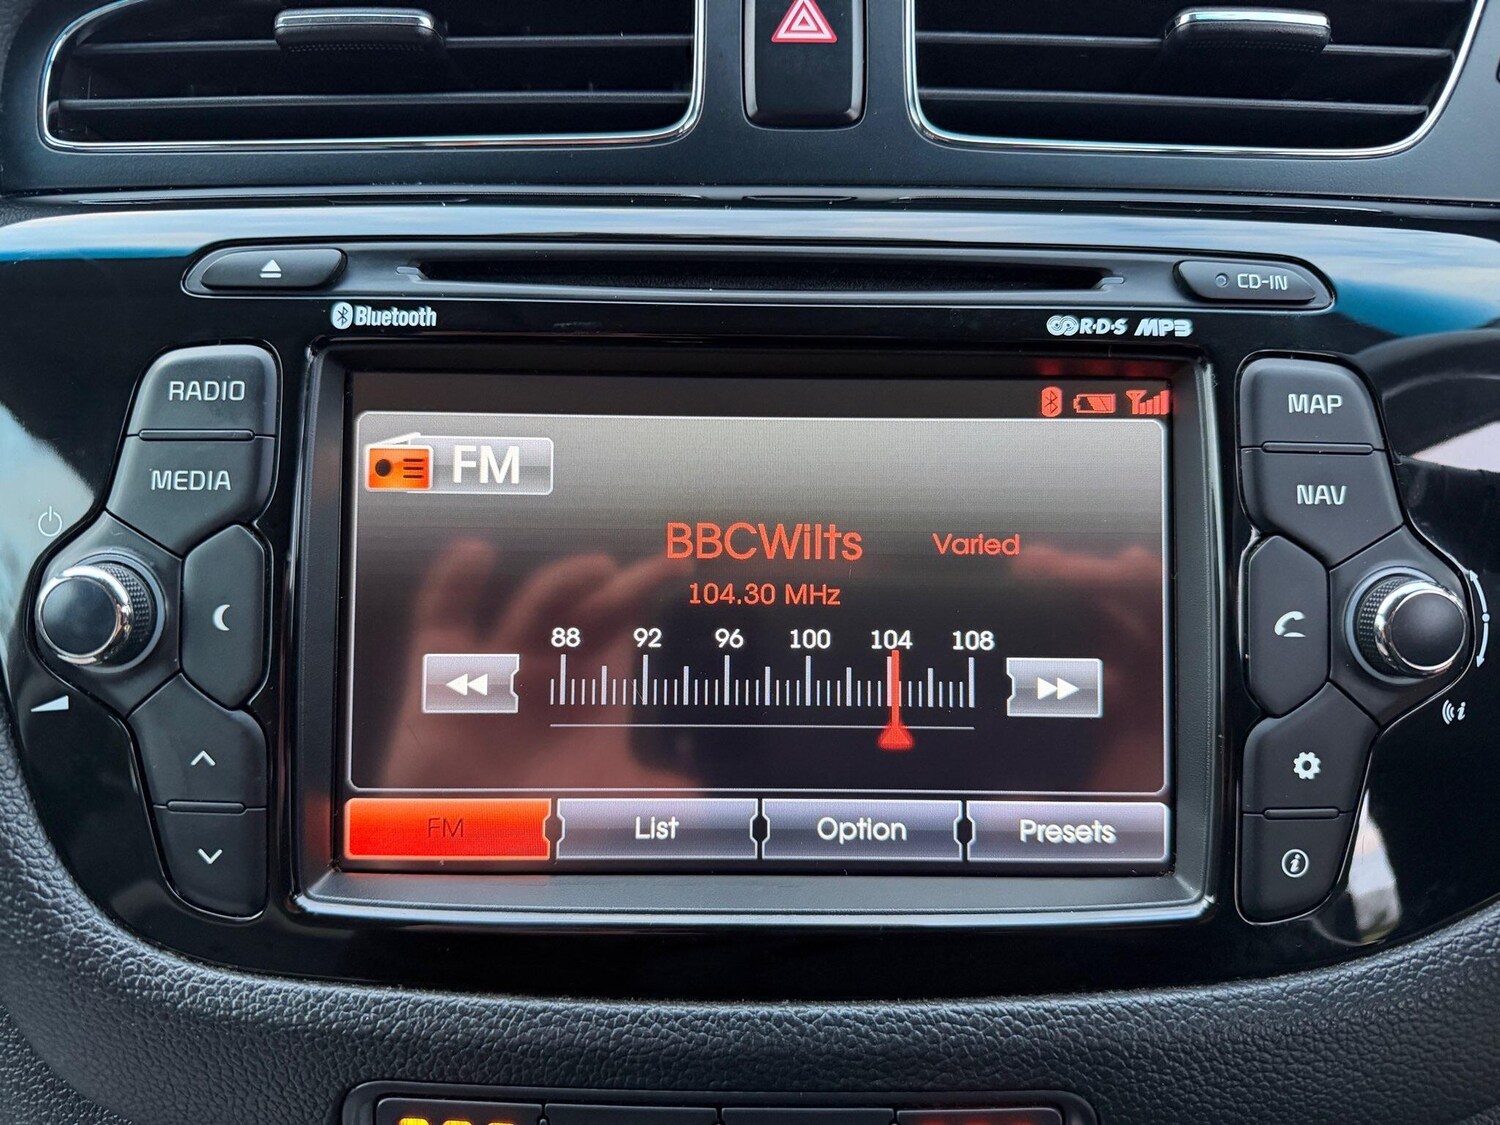 CD-IN
Bluetooth
R·D·S MP3
RADIO
MEDIA
MAP
NAV
FM
BBCWilts Varied
104.30 MHz
88 92 96 100 104 108
FM List Option Presets
i
i